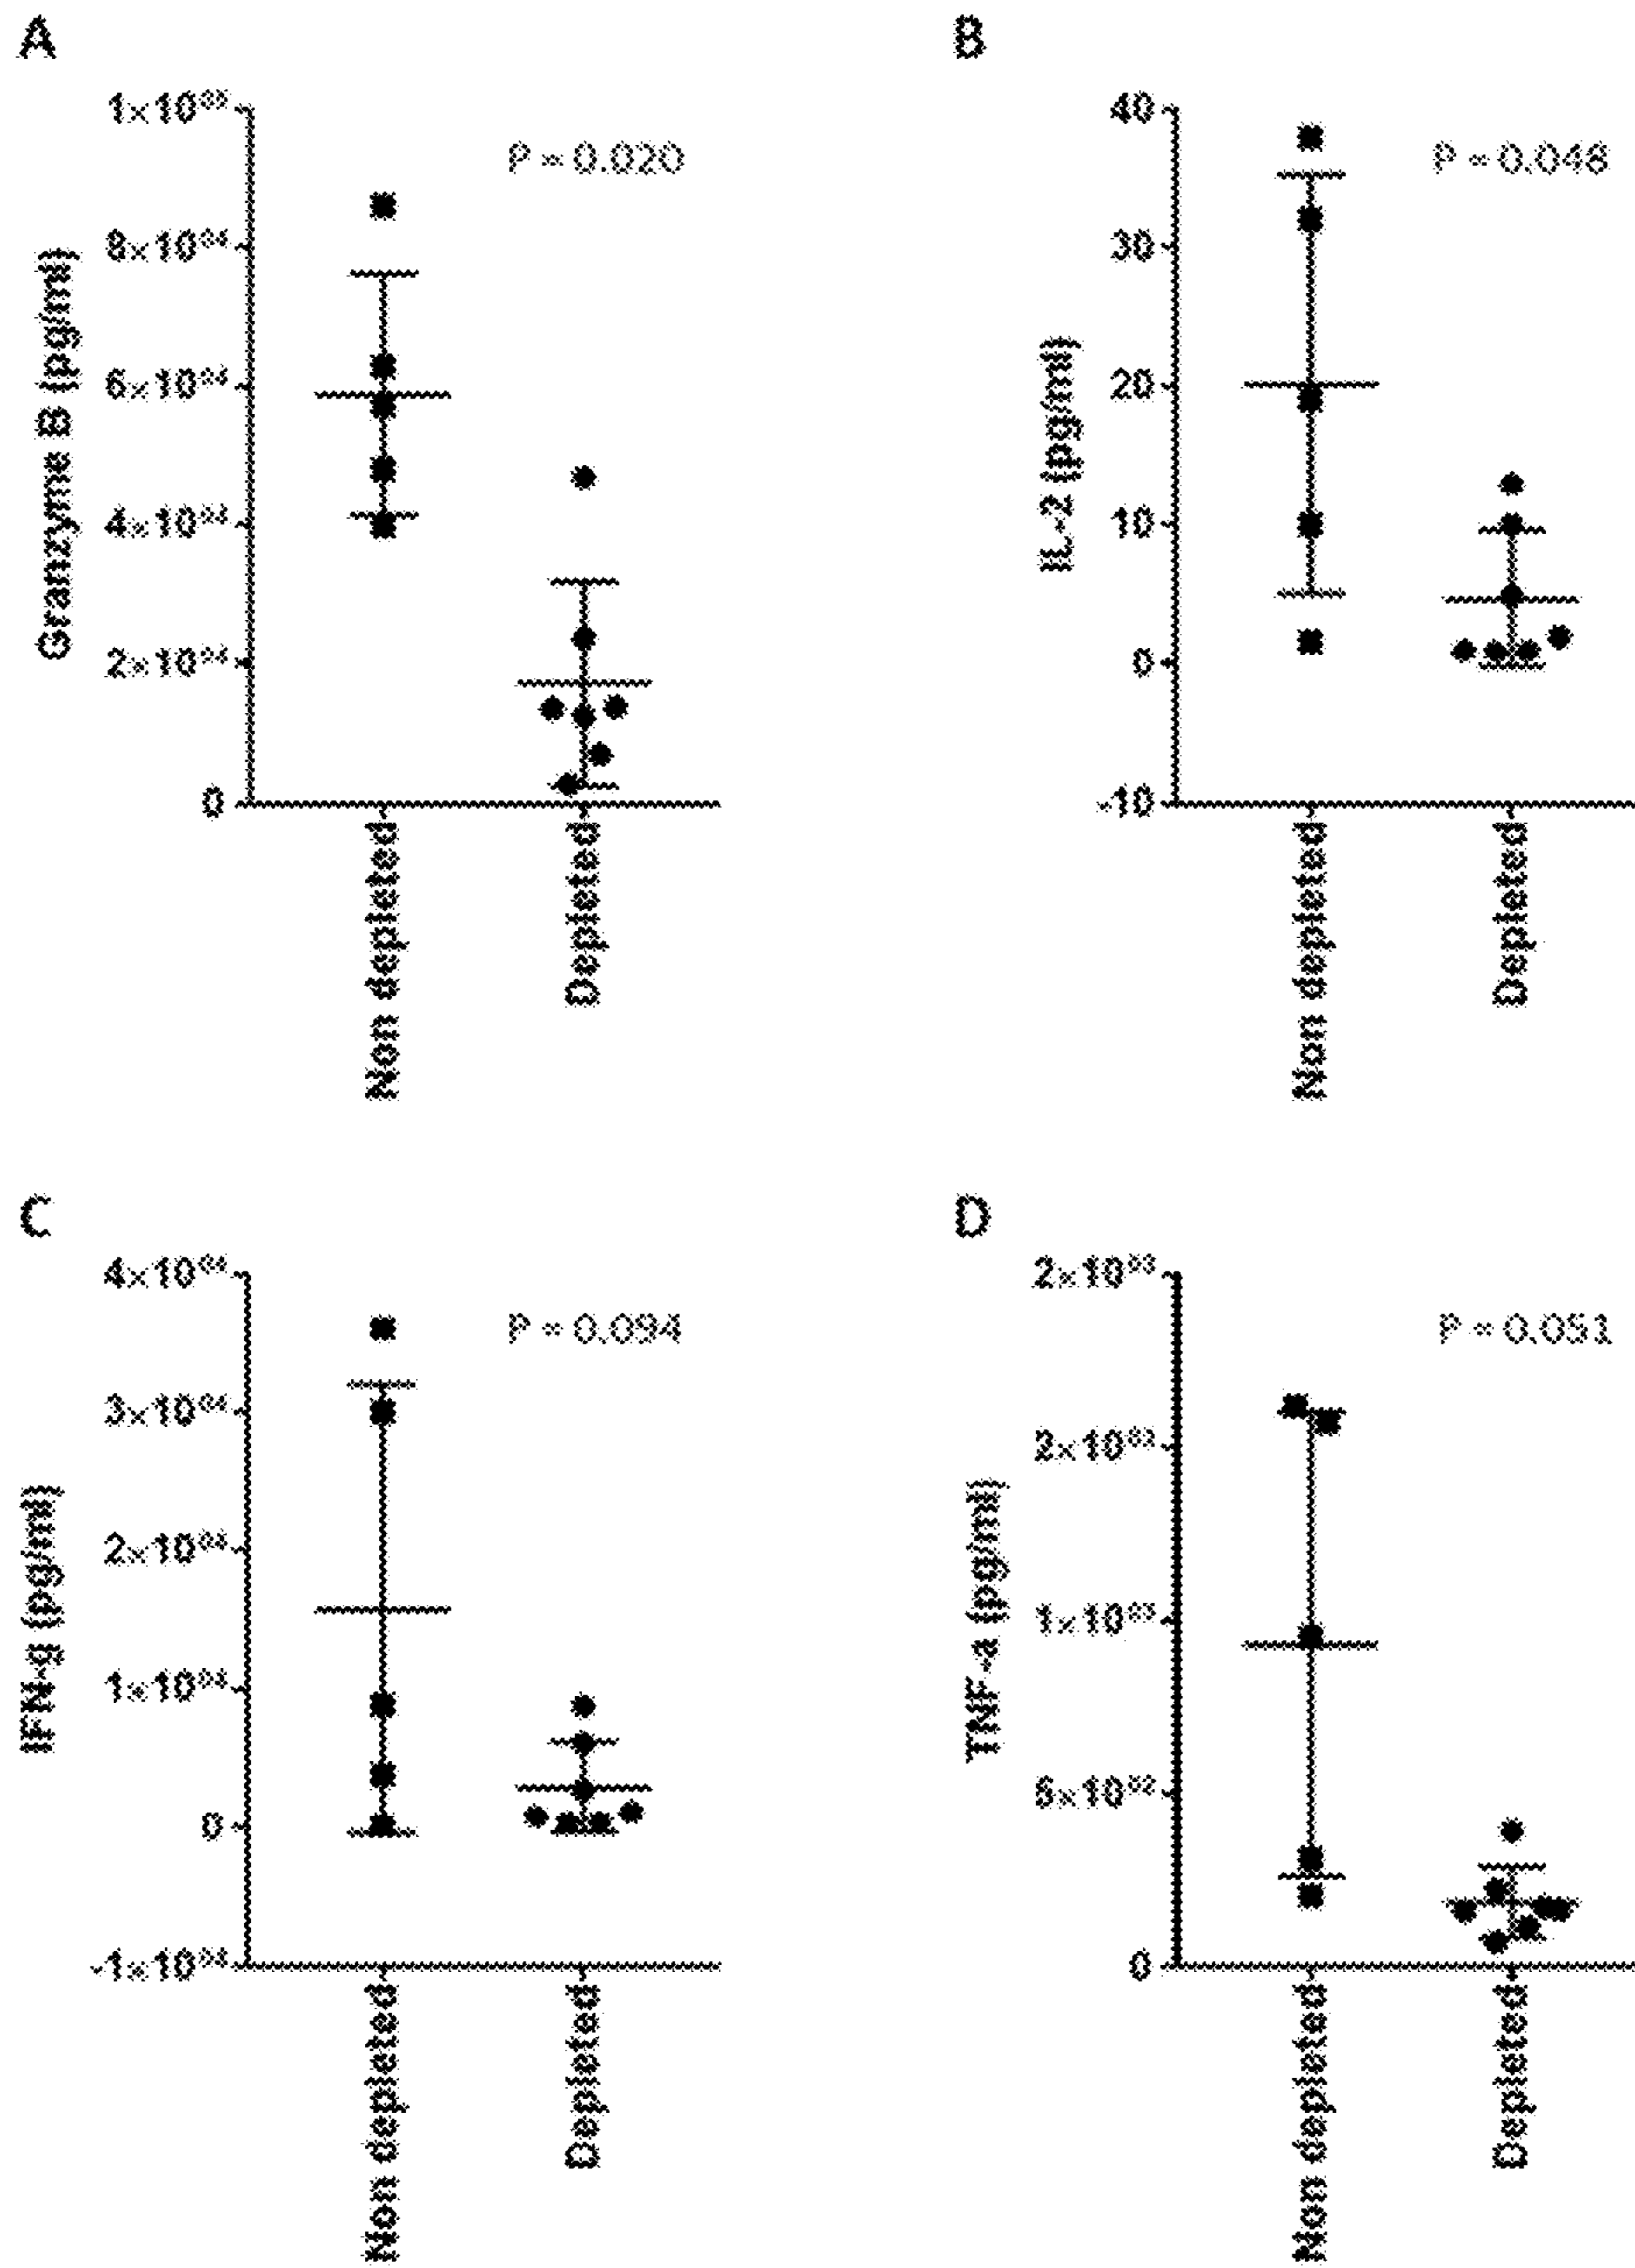 A
1×10⁰⁵
8×10⁰⁴
6×10⁰⁴
4×10⁰⁴
2×10⁰⁴
0
Granzyme B (pg/ml)
P = 0.020
Non depleted
Depleted
B
40
30
20
10
0
-10
IL-2 (pg/ml)
P = 0.048
Non depleted
Depleted
C
4×10⁰⁴
3×10⁰⁴
2×10⁰⁴
1×10⁰⁴
0
-1×10⁰⁴
IFN-g (pg/ml)
P = 0.094
Non depleted
Depleted
D
2×10⁰³
2×10⁰³
1×10⁰³
5×10⁰²
0
TNF-a (pg/ml)
P = 0.051
Non depleted
Depleted